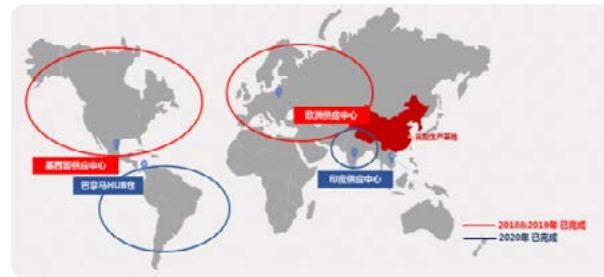 欧洲供应中心
墨西哥供应中心
巴拿马HUB仓
印度供应中心
生产基地
2018&2019年 已完成
2020年 已完成